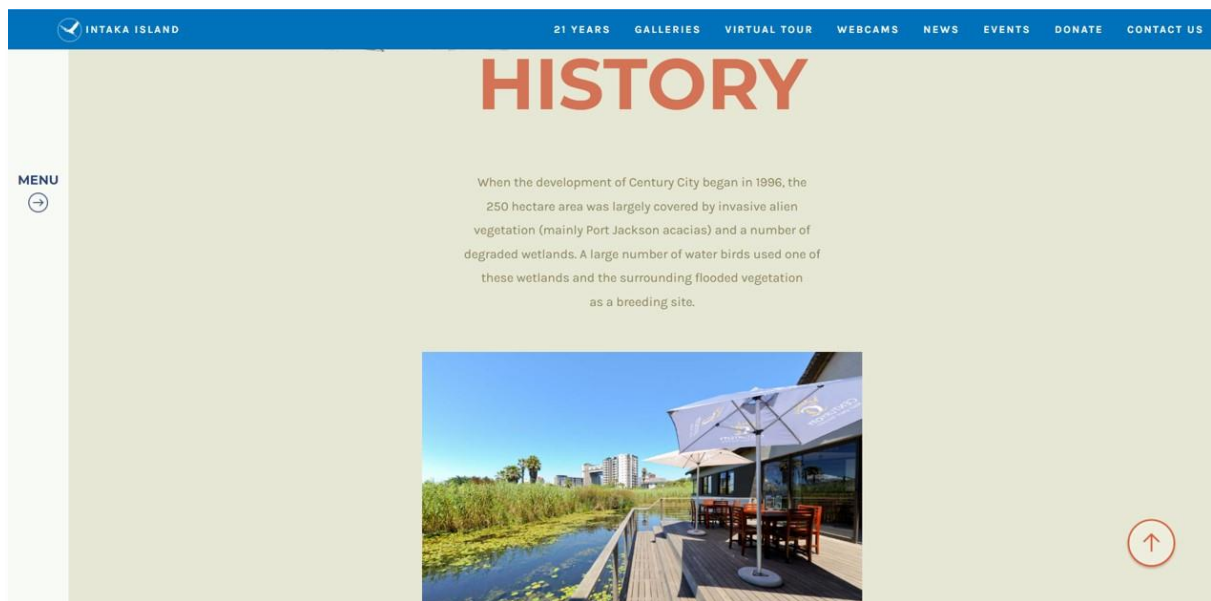 INTAKA ISLAND
21 YEARS GALLERIES VIRTUAL TOUR WEBCAMS NEWS EVENTS DONATE CONTACT US
HISTORY
MENU
When the development of Century City began in 1996, the
250 hectare area was largely covered by invasive alien
vegetation (mainly Port Jackson acacias) and a number of
degraded wetlands. A large number of water birds used one of
these wetlands and the surrounding flooded vegetation
as a breeding site.